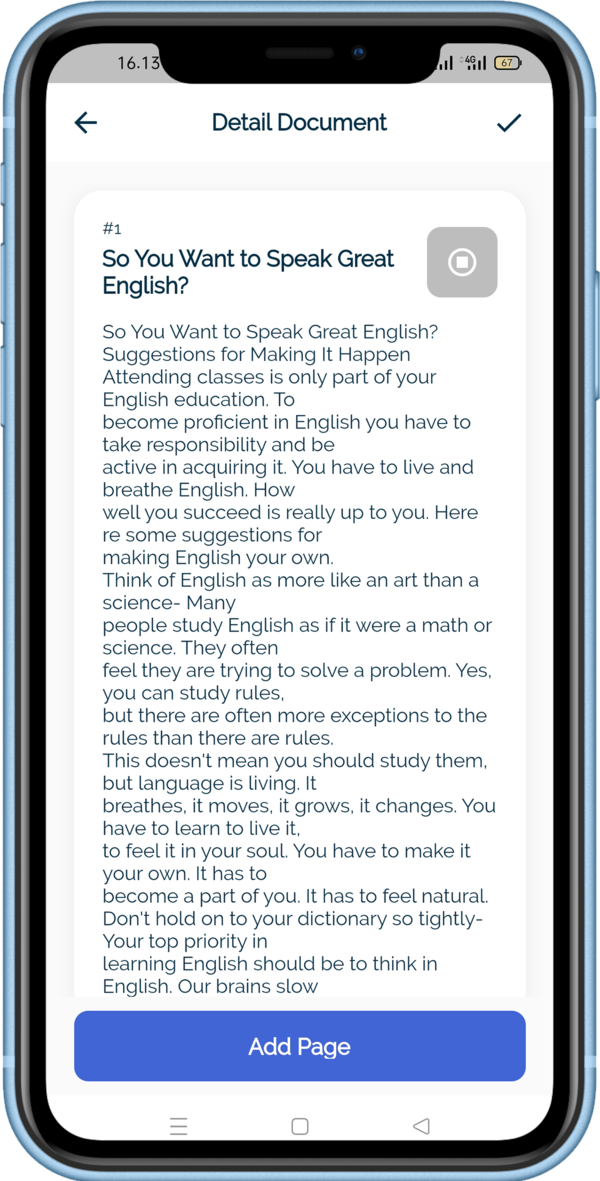 16.13
4G
67
Detail Document
#1
So You Want to Speak Great
English?
So You Want to Speak Great English?
Suggestions for Making It Happen
Attending classes is only part of your
English education. To
become proficient in English you have to
take responsibility and be
active in acquiring it. You have to live and
breathe English. How
well you succeed is really up to you. Here
re some suggestions for
making English your own.
Think of English as more like an art than a
science- Many
people study English as if it were a math or
science. They often
feel they are trying to solve a problem. Yes,
you can study rules,
but there are often more exceptions to the
rules than there are rules.
This doesn't mean you should study them,
but language is living. It
breathes, it moves, it grows, it changes. You
have to learn to live it,
to feel it in your soul. You have to make it
your own. It has to
become a part of you. It has to feel natural.
Don't hold on to your dictionary so tightly-
Your top priority in
learning English should be to think in
English. Our brains slow
Add Page